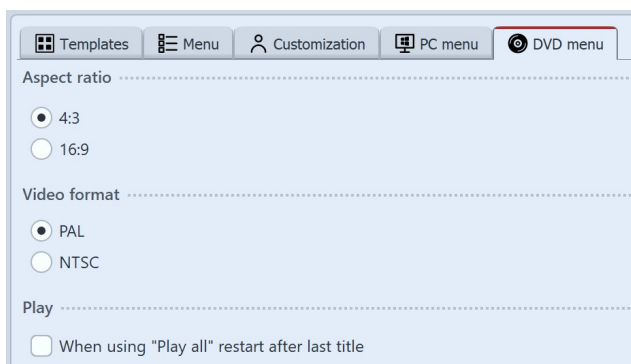 Templates Menu Customization PC menu DVD menu
Aspect ratio
4:3
16:9
Video format
PAL
NTSC
Play
When using "Play all" restart after last title